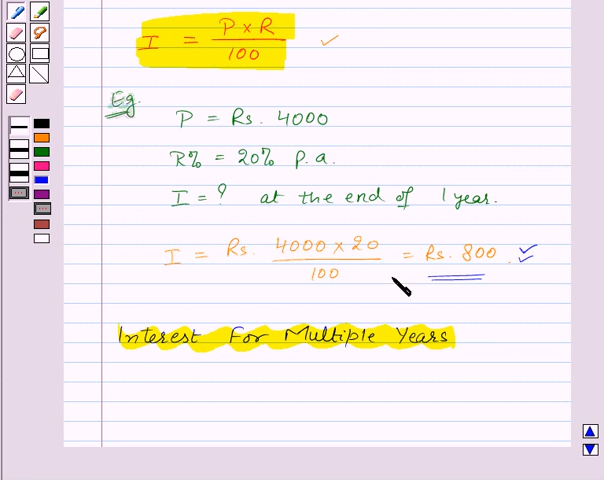 I = P × R / 100 ✓
Eg.
P = Rs. 4000
R% = 20% p.a.
I = ? at the end of 1 year.
I = Rs. 4000 × 20 / 100 = Rs. 800.
Interest For Multiple Years